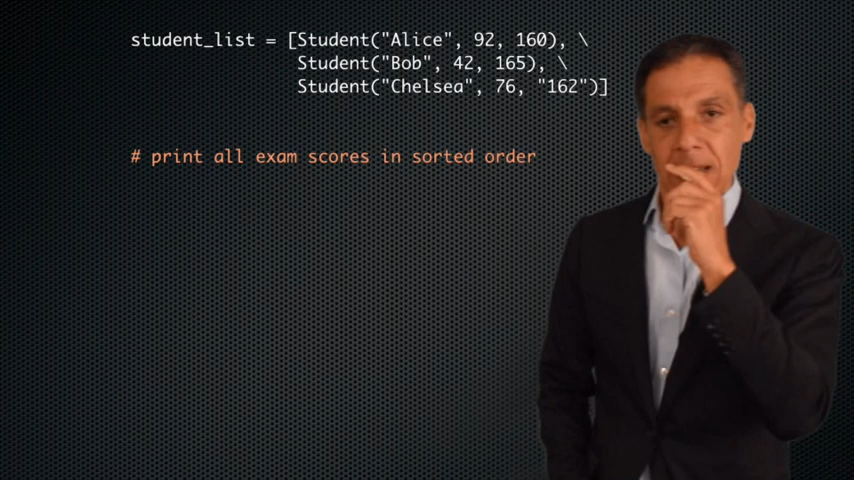 student_list = [Student("Alice", 92, 160), \
Student("Bob", 42, 165), \
Student("Chelsea", 76, "162")]
# print all exam scores in sorted order